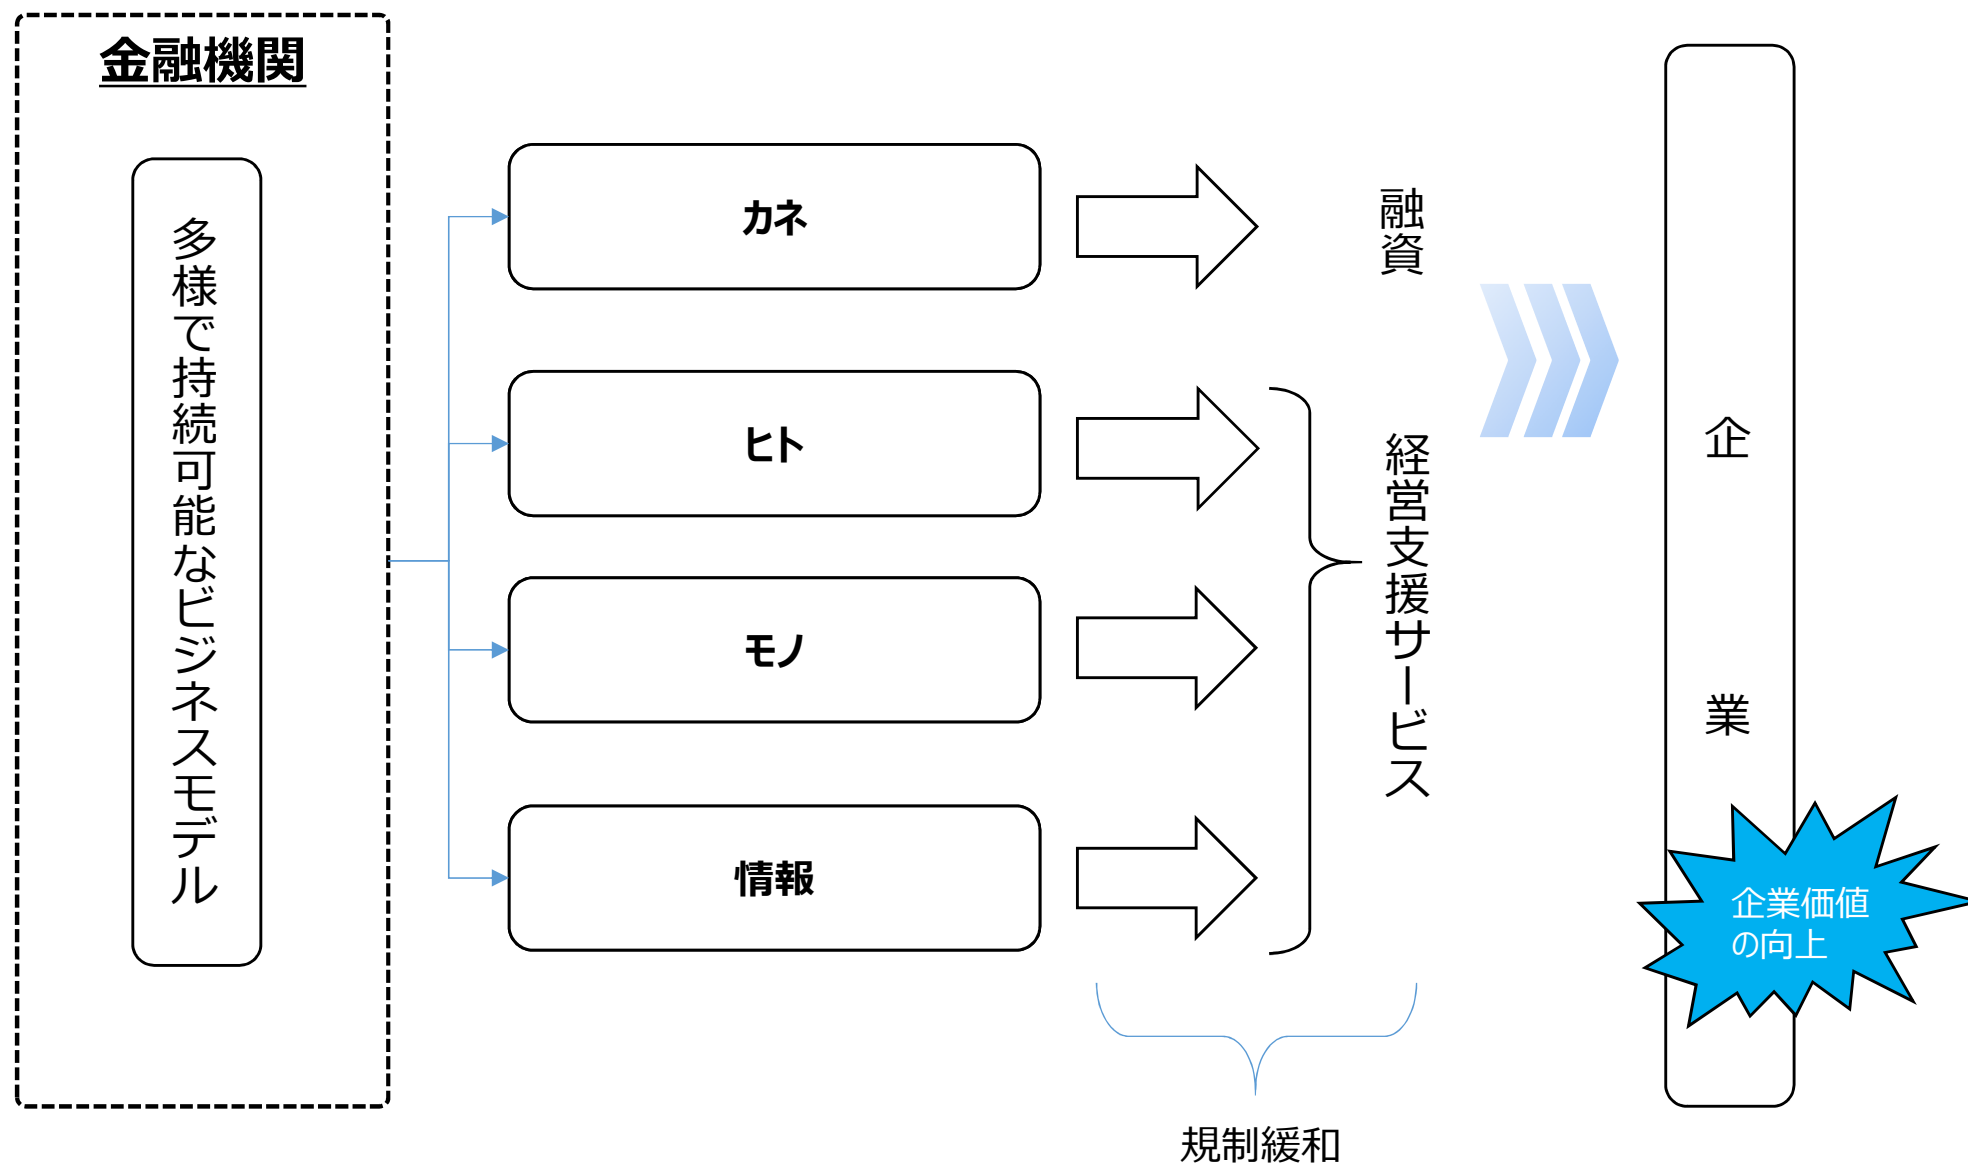 金融機関
多様で持続可能なビジネスモデル
カネ
ヒト
モノ
情報
融資
経営支援サービス
規制緩和
企業
企業価値
の向上